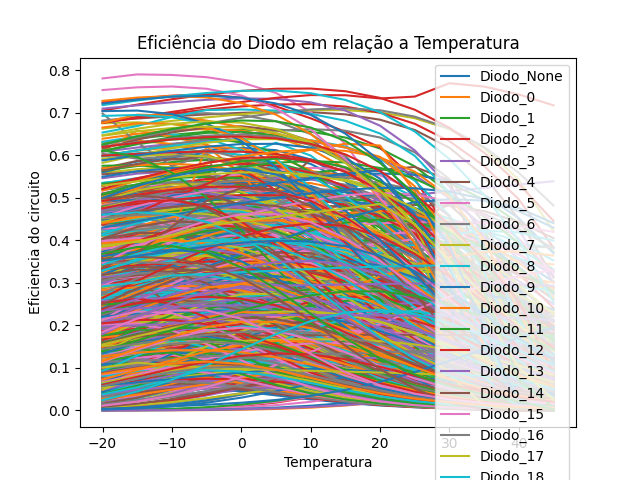 Eficiência do Diodo em relação a Temperatura
0.8
0.7
0.6
0.5
0.4
0.3
0.2
0.1
0.0
Eficiencia do circuito
−20
−10
0
10
20
30
40
Temperatura
Diodo_None
Diodo_0
Diodo_1
Diodo_2
Diodo_3
Diodo_4
Diodo_5
Diodo_6
Diodo_7
Diodo_8
Diodo_9
Diodo_10
Diodo_11
Diodo_12
Diodo_13
Diodo_14
Diodo_15
Diodo_16
Diodo_17
Diodo_18